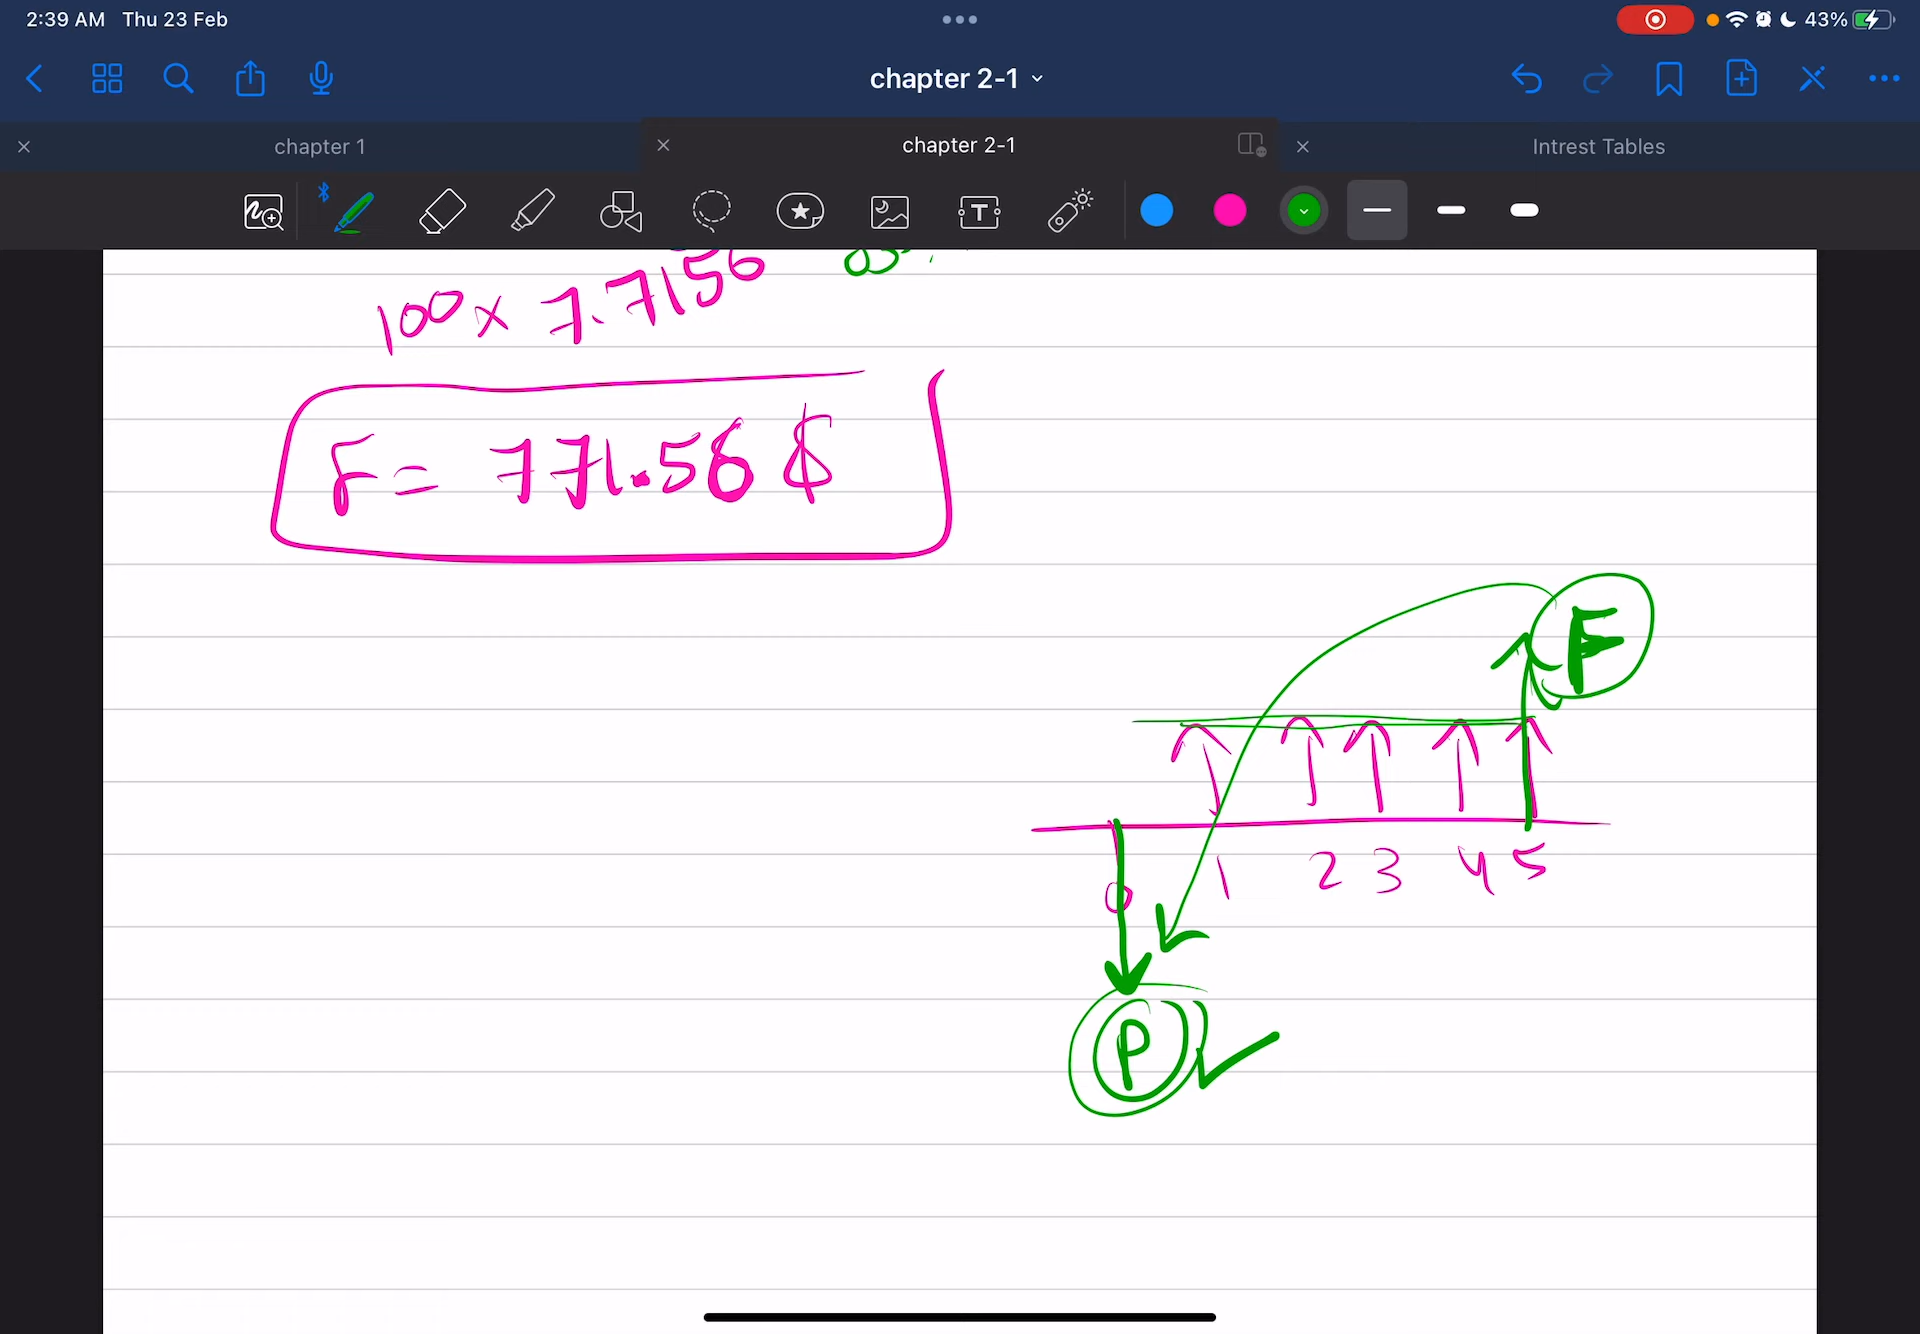 2:39 AM Thu 23 Feb
43%
chapter 2-1
chapter 1
chapter 2-1
Intrest Tables
T
100 x 7.7156
F = 771.56 $
F
0 1 2 3 4 5
P